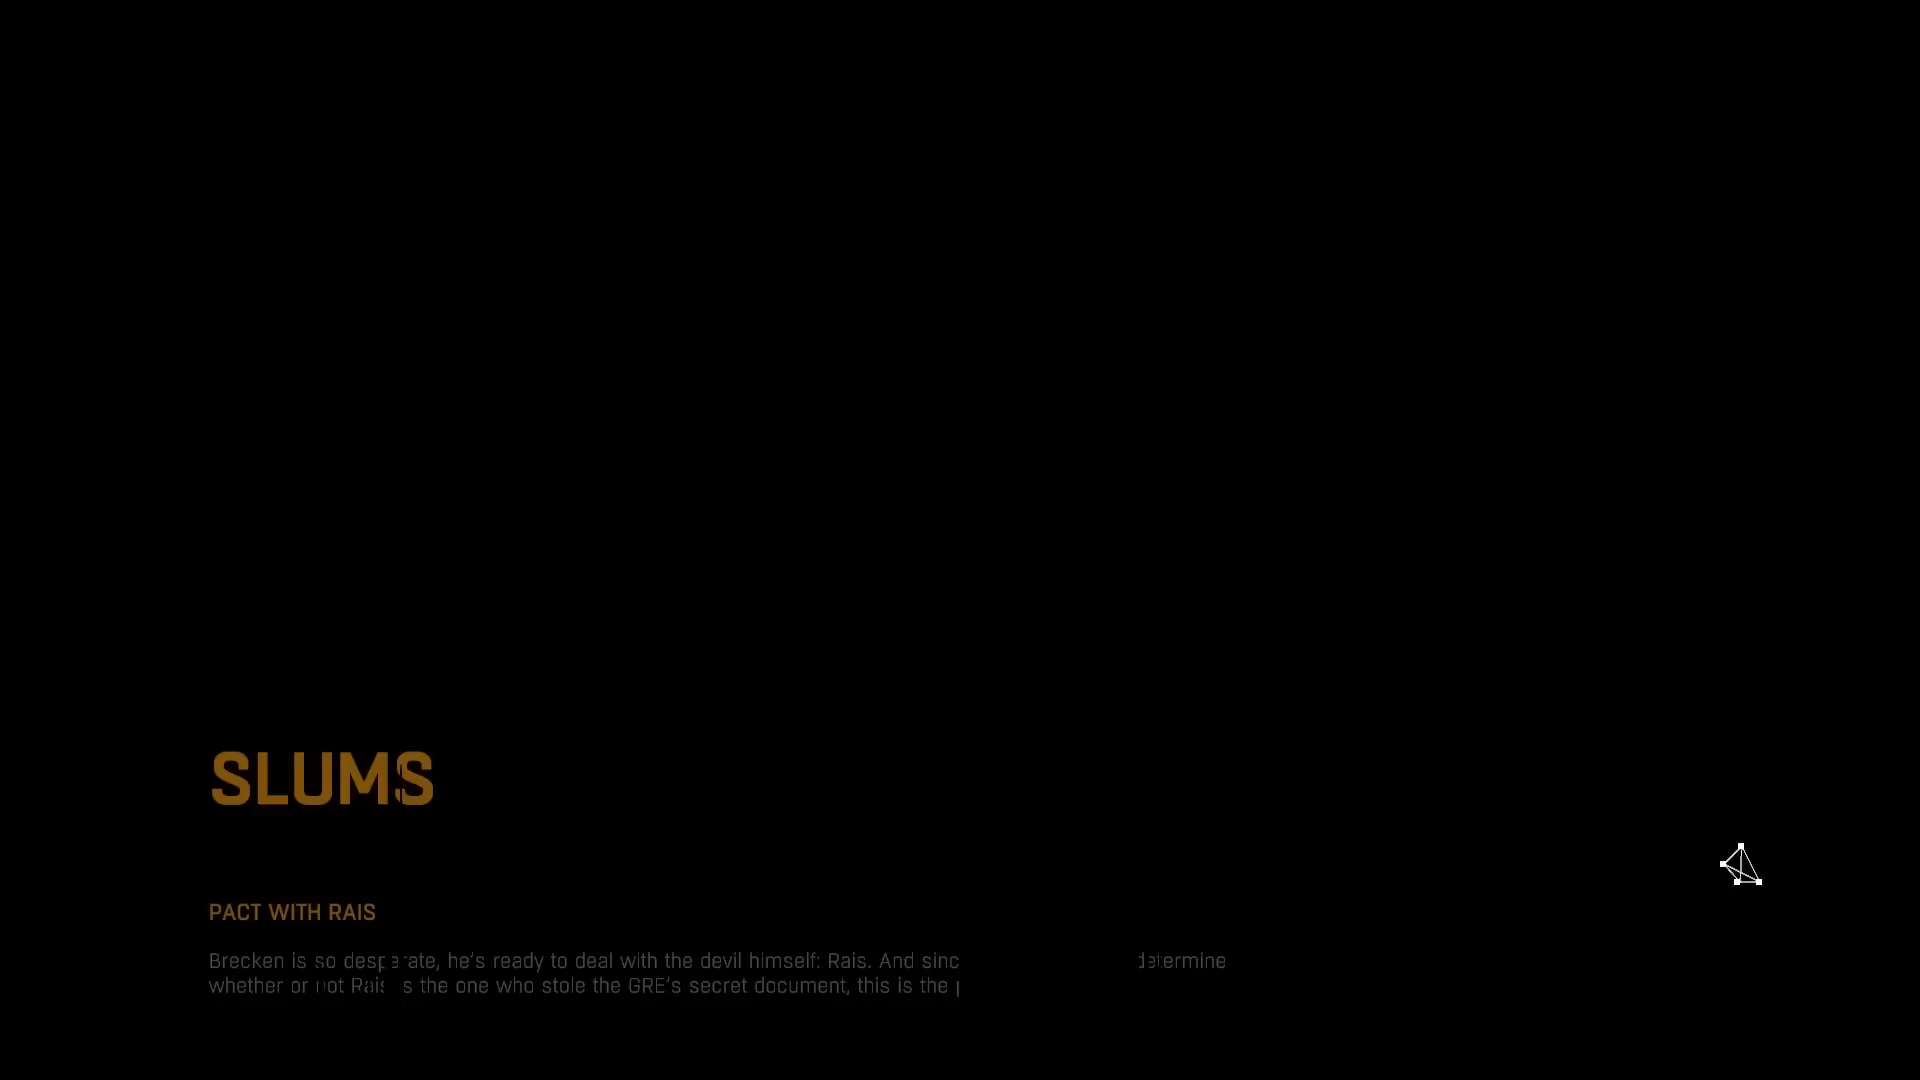 SLUMS
PACT WITH RAIS
Brecken is so desperate, he's ready to deal with the devil himself: Rais. And determine
whether or not Rais is the one who stole the GRE's secret document, this is the